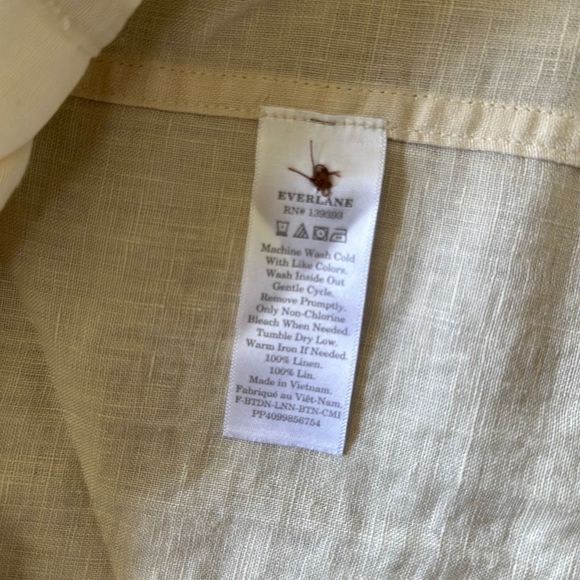 EVERLANE
RN# 139393
Machine Wash Cold
With Like Colors.
Wash Inside Out
Gentle Cycle.
Remove Promptly.
Only Non-Chlorine
Bleach When Needed.
Tumble Dry Low.
Warm Iron If Needed.
100% Linen.
100% Lin.
Made in Vietnam.
Fabriqué au Viêt-Nam.
F-BTDN-LNN-BTN-CMI
PP4099856754